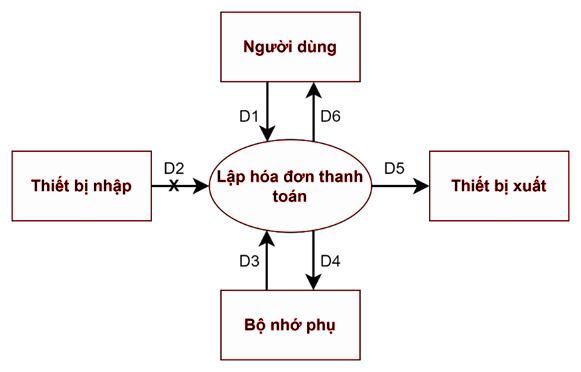 Người dùng
D1
D6
Thiết bị nhập
D2
Lập hóa đơn thanh
toán
D5
Thiết bị xuất
D3
D4
Bộ nhớ phụ